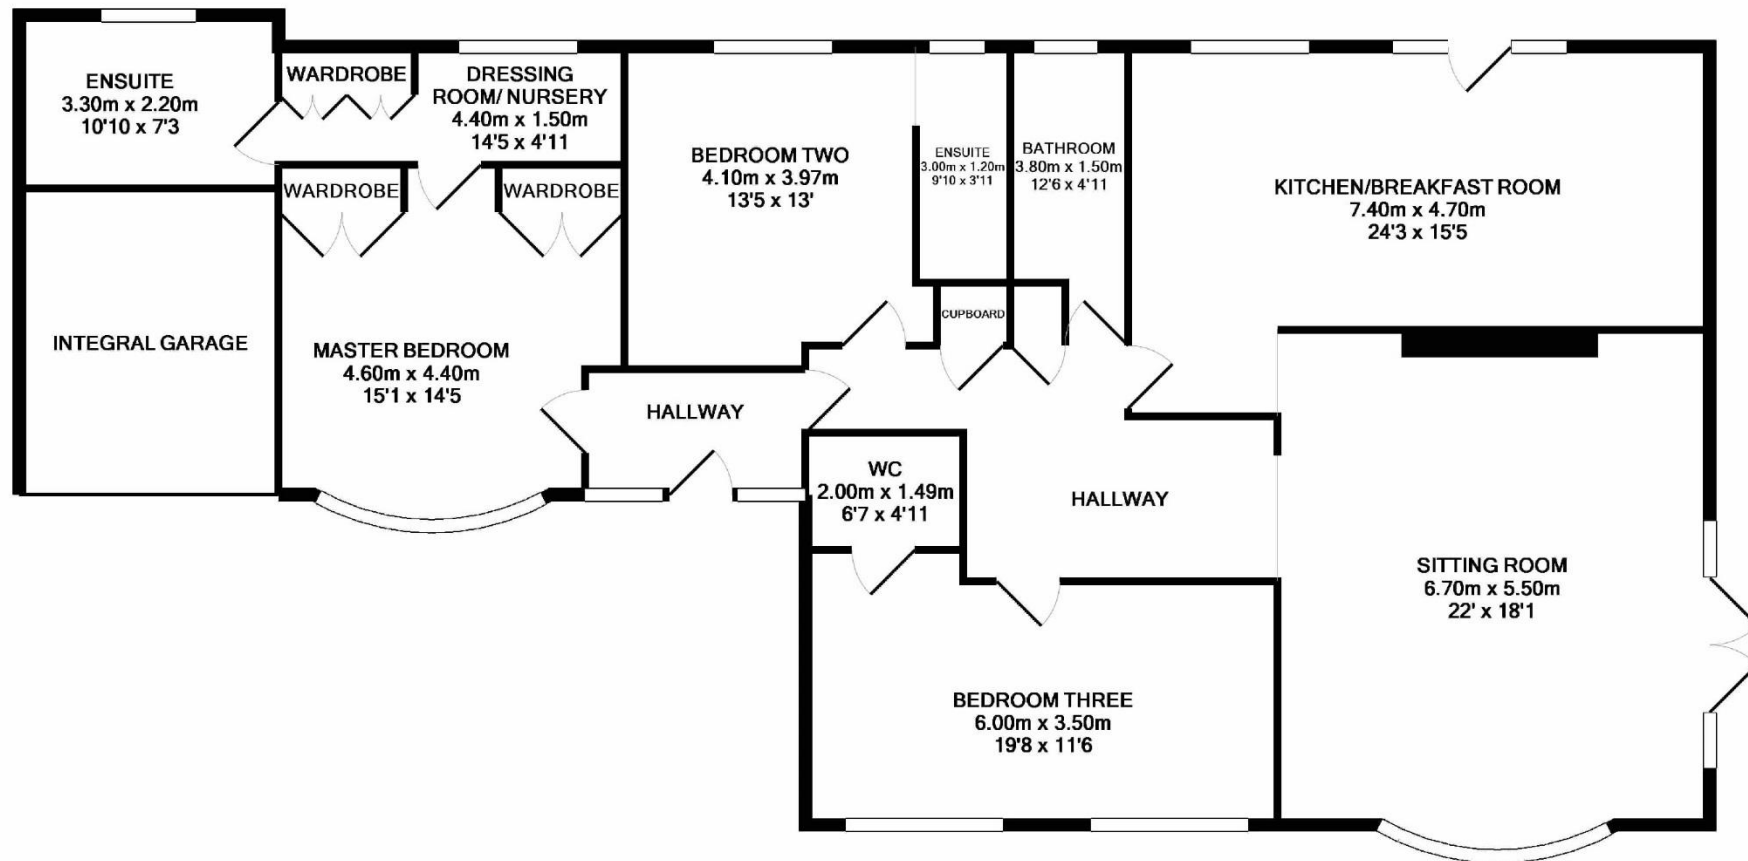 ENSUITE
3.30m x 2.20m
10'10 x 7'3
WARDROBE
DRESSING
ROOM/ NURSERY
4.40m x 1.50m
14'5 x 4'11
WARDROBE
WARDROBE
INTEGRAL GARAGE
MASTER BEDROOM
4.60m x 4.40m
15'1 x 14'5
BEDROOM TWO
4.10m x 3.97m
13'5 x 13'
ENSUITE
3.00m x 1.20m
9'10 x 3'11
BATHROOM
3.80m x 1.50m
12'6 x 4'11
KITCHEN/BREAKFAST ROOM
7.40m x 4.70m
24'3 x 15'5
CUPBOARD
HALLWAY
WC
2.00m x 1.49m
6'7 x 4'11
HALLWAY
SITTING ROOM
6.70m x 5.50m
22' x 18'1
BEDROOM THREE
6.00m x 3.50m
19'8 x 11'6